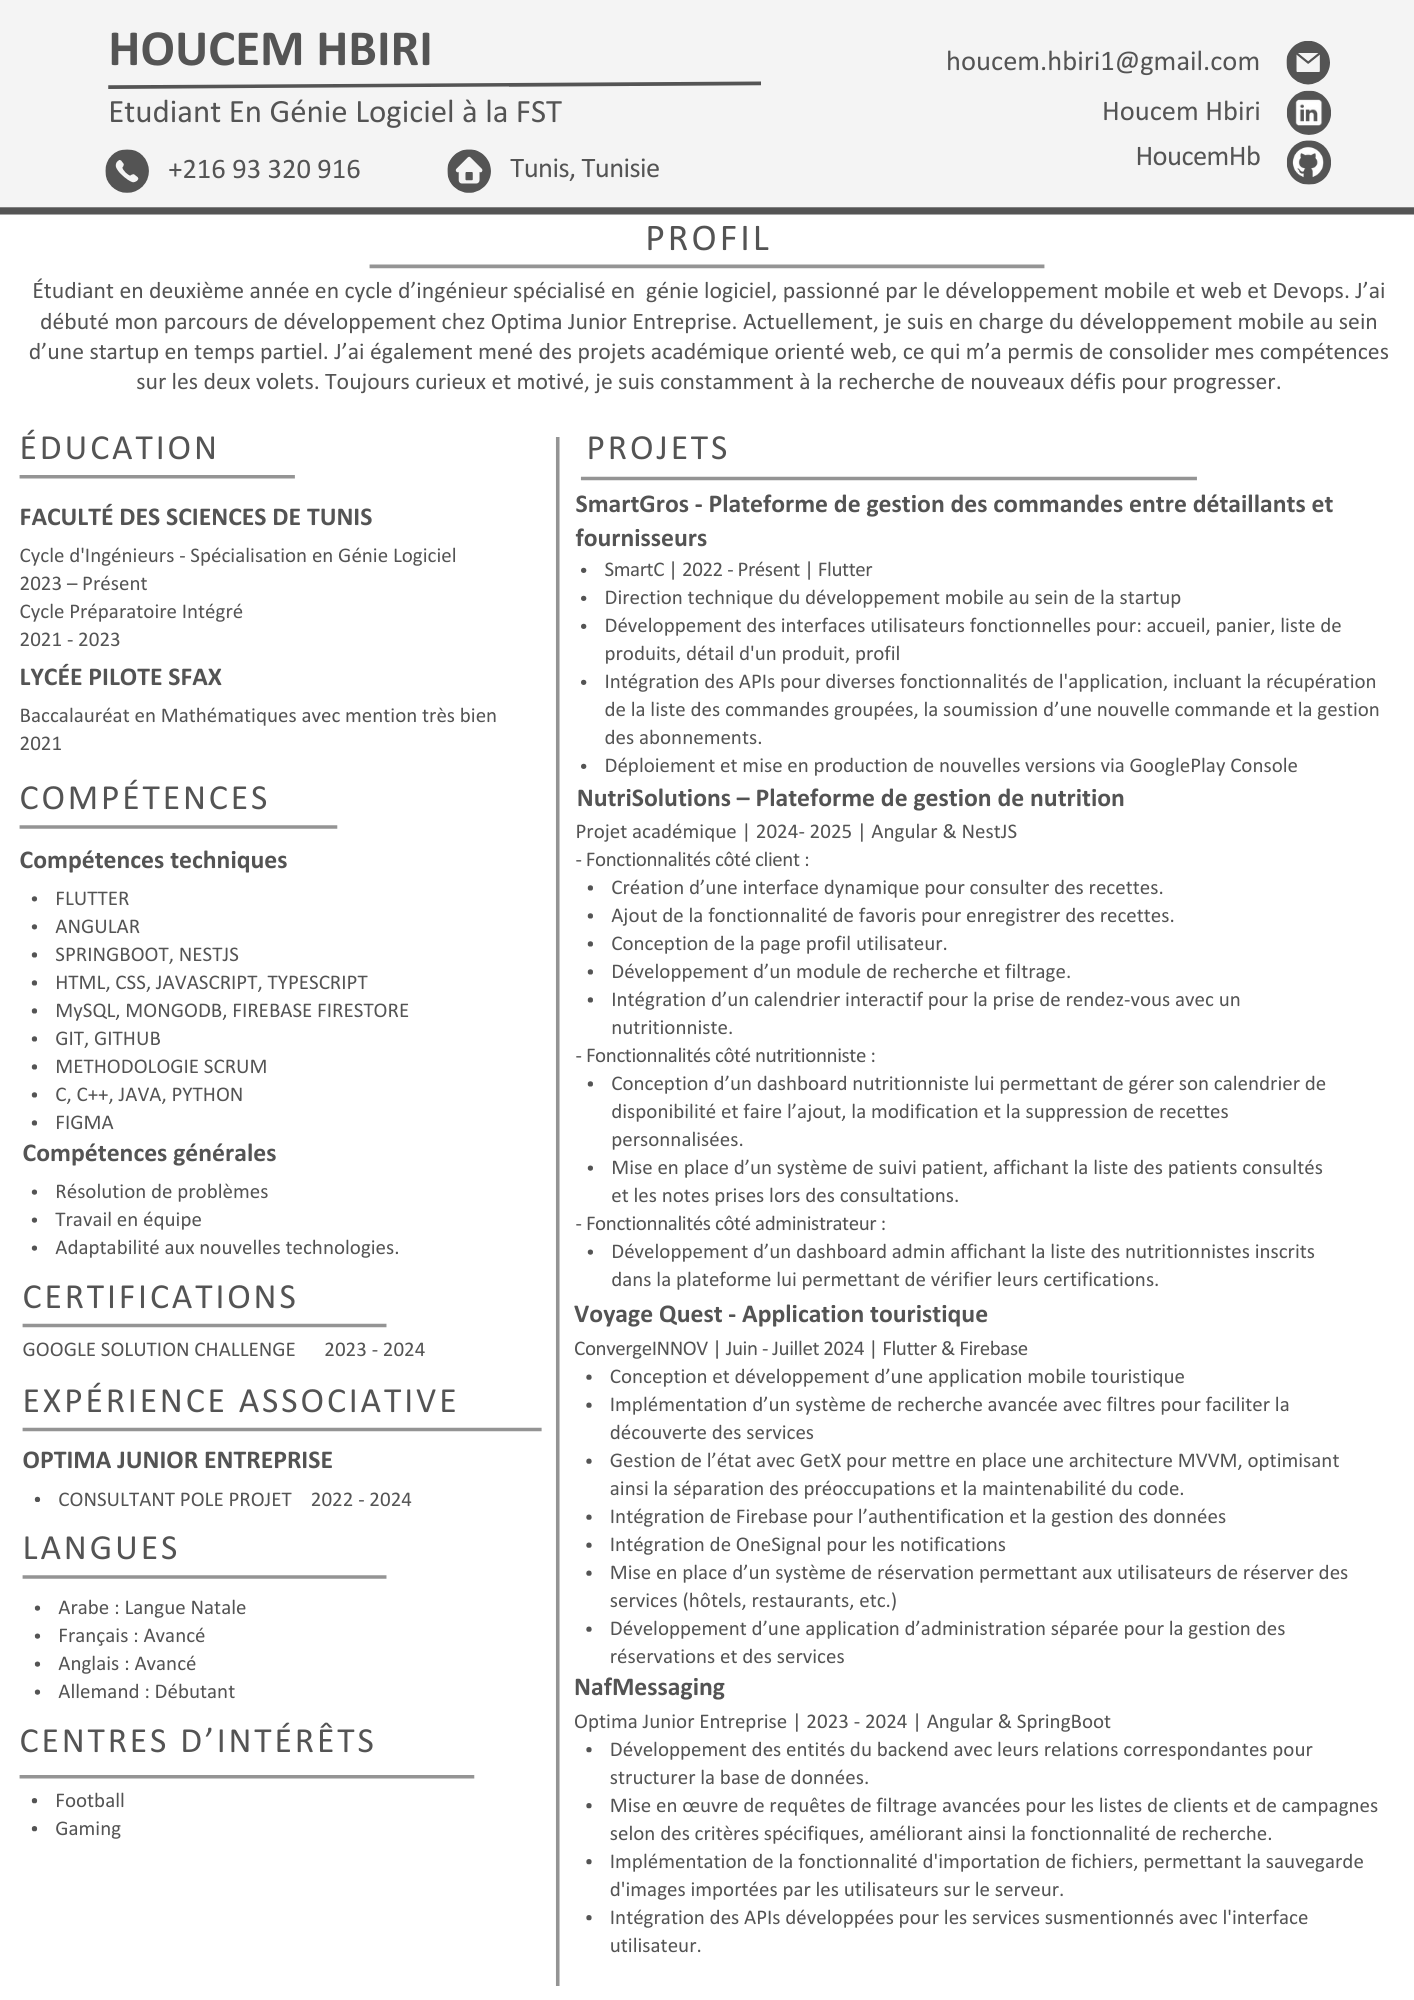 HOUCEM HBIRI
Etudiant En Génie Logiciel à la FST
+216 93 320 916
Tunis, Tunisie
houcem.hbiri1@gmail.com
Houcem Hbiri
HoucemHb
PROFIL
Étudiant en deuxième année en cycle d’ingénieur spécialisé en  génie logiciel, passionné par le développement mobile et web et Devops. J’ai
débuté mon parcours de développement chez Optima Junior Entreprise. Actuellement, je suis en charge du développement mobile au sein
d’une startup en temps partiel. J’ai également mené des projets académique orienté web, ce qui m’a permis de consolider mes compétences
sur les deux volets. Toujours curieux et motivé, je suis constamment à la recherche de nouveaux défis pour progresser.
ÉDUCATION
FACULTÉ DES SCIENCES DE TUNIS
Cycle d'Ingénieurs - Spécialisation en Génie Logiciel
2023 – Présent
Cycle Préparatoire Intégré
2021 - 2023
LYCÉE PILOTE SFAX
Baccalauréat en Mathématiques avec mention très bien
2021
COMPÉTENCES
Compétences techniques
• FLUTTER
• ANGULAR
• SPRINGBOOT, NESTJS
• HTML, CSS, JAVASCRIPT, TYPESCRIPT
• MySQL, MONGODB, FIREBASE FIRESTORE
• GIT, GITHUB
• METHODOLOGIE SCRUM
• C, C++, JAVA, PYTHON
• FIGMA
Compétences générales
• Résolution de problèmes
• Travail en équipe
• Adaptabilité aux nouvelles technologies.
CERTIFICATIONS
GOOGLE SOLUTION CHALLENGE 2023 - 2024
EXPÉRIENCE ASSOCIATIVE
OPTIMA JUNIOR ENTREPRISE
• CONSULTANT POLE PROJET 2022 - 2024
LANGUES
• Arabe : Langue Natale
• Français : Avancé
• Anglais : Avancé
• Allemand : Débutant
CENTRES D’INTÉRÊTS
• Football
• Gaming
PROJETS
SmartGros - Plateforme de gestion des commandes entre détaillants et
fournisseurs
• SmartC | 2022 - Présent | Flutter
• Direction technique du développement mobile au sein de la startup
• Développement des interfaces utilisateurs fonctionnelles pour: accueil, panier, liste de
produits, détail d'un produit, profil
• Intégration des APIs pour diverses fonctionnalités de l'application, incluant la récupération
de la liste des commandes groupées, la soumission d’une nouvelle commande et la gestion
des abonnements.
• Déploiement et mise en production de nouvelles versions via GooglePlay Console
NutriSolutions – Plateforme de gestion de nutrition
Projet académique | 2024- 2025 | Angular & NestJS
- Fonctionnalités côté client :
• Création d’une interface dynamique pour consulter des recettes.
• Ajout de la fonctionnalité de favoris pour enregistrer des recettes.
• Conception de la page profil utilisateur.
• Développement d’un module de recherche et filtrage.
• Intégration d’un calendrier interactif pour la prise de rendez-vous avec un
nutritionniste.
- Fonctionnalités côté nutritionniste :
• Conception d’un dashboard nutritionniste lui permettant de gérer son calendrier de
disponibilité et faire l’ajout, la modification et la suppression de recettes
personnalisées.
• Mise en place d’un système de suivi patient, affichant la liste des patients consultés
et les notes prises lors des consultations.
- Fonctionnalités côté administrateur :
• Développement d’un dashboard admin affichant la liste des nutritionnistes inscrits
dans la plateforme lui permettant de vérifier leurs certifications.
Voyage Quest - Application touristique
ConvergeINNOV | Juin - Juillet 2024 | Flutter & Firebase
• Conception et développement d’une application mobile touristique
• Implémentation d’un système de recherche avancée avec filtres pour faciliter la
découverte des services
• Gestion de l’état avec GetX pour mettre en place une architecture MVVM, optimisant
ainsi la séparation des préoccupations et la maintenabilité du code.
• Intégration de Firebase pour l’authentification et la gestion des données
• Intégration de OneSignal pour les notifications
• Mise en place d’un système de réservation permettant aux utilisateurs de réserver des
services (hôtels, restaurants, etc.)
• Développement d’une application d’administration séparée pour la gestion des
réservations et des services
NafMessaging
Optima Junior Entreprise | 2023 - 2024 | Angular & SpringBoot
• Développement des entités du backend avec leurs relations correspondantes pour
structurer la base de données.
• Mise en œuvre de requêtes de filtrage avancées pour les listes de clients et de campagnes
selon des critères spécifiques, améliorant ainsi la fonctionnalité de recherche.
• Implémentation de la fonctionnalité d'importation de fichiers, permettant la sauvegarde
d'images importées par les utilisateurs sur le serveur.
• Intégration des APIs développées pour les services susmentionnés avec l'interface
utilisateur.